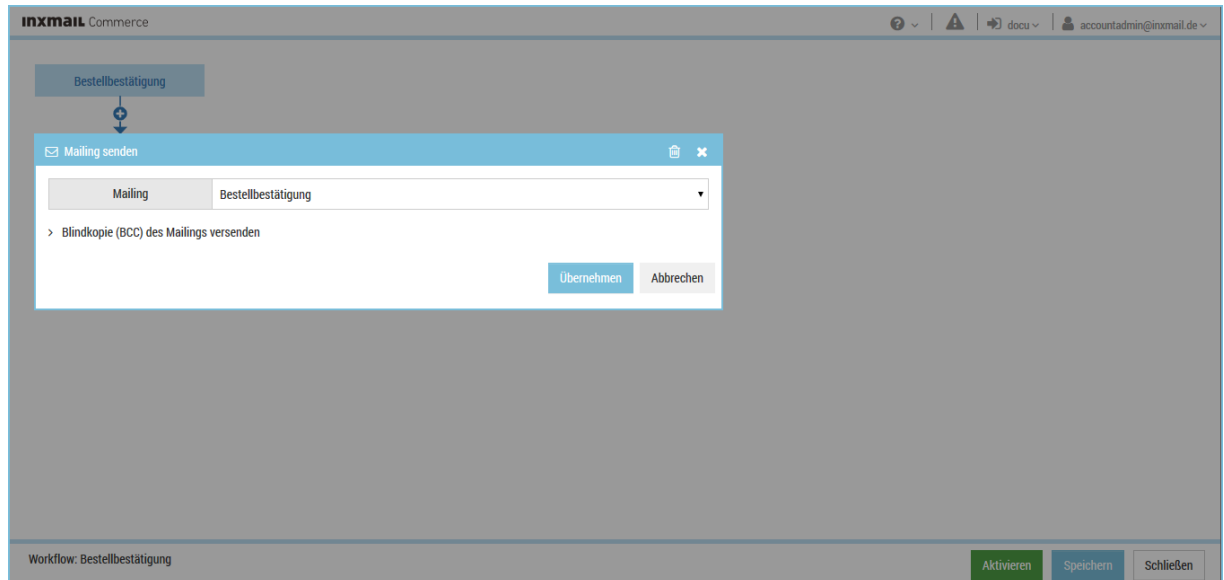 INXMAIL Commerce
docu
accountadmin@inxmail.de
Bestellbestätigung
Mailing senden
Mailing
Bestellbestätigung
Blindkopie (BCC) des Mailings versenden
Übernehmen
Abbrechen
Workflow: Bestellbestätigung
Aktivieren
Speichern
Schließen